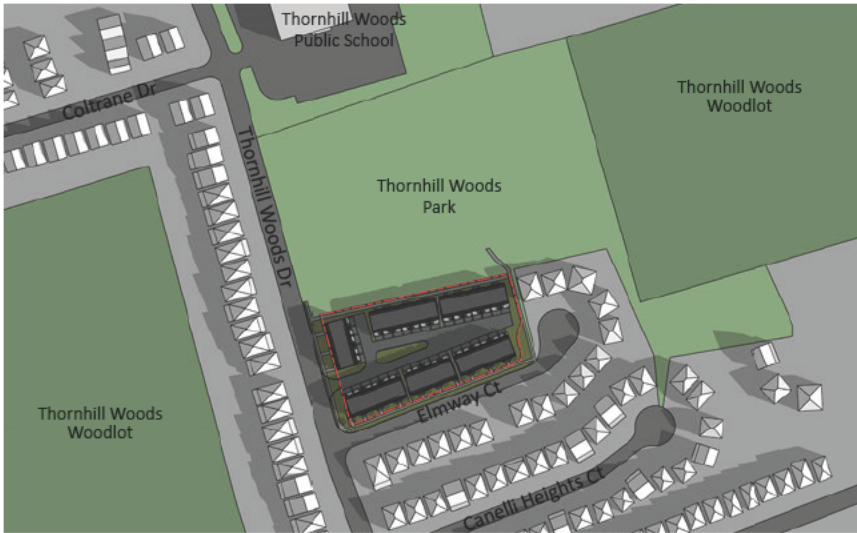 Thornhill Woods
Public School
Coltrane Dr
Thornhill Woods
Woodlot
Thornhill Woods Dr
Thornhill Woods
Park
Thornhill Woods
Woodlot
Elmway Ct
Canelli Heights Ct